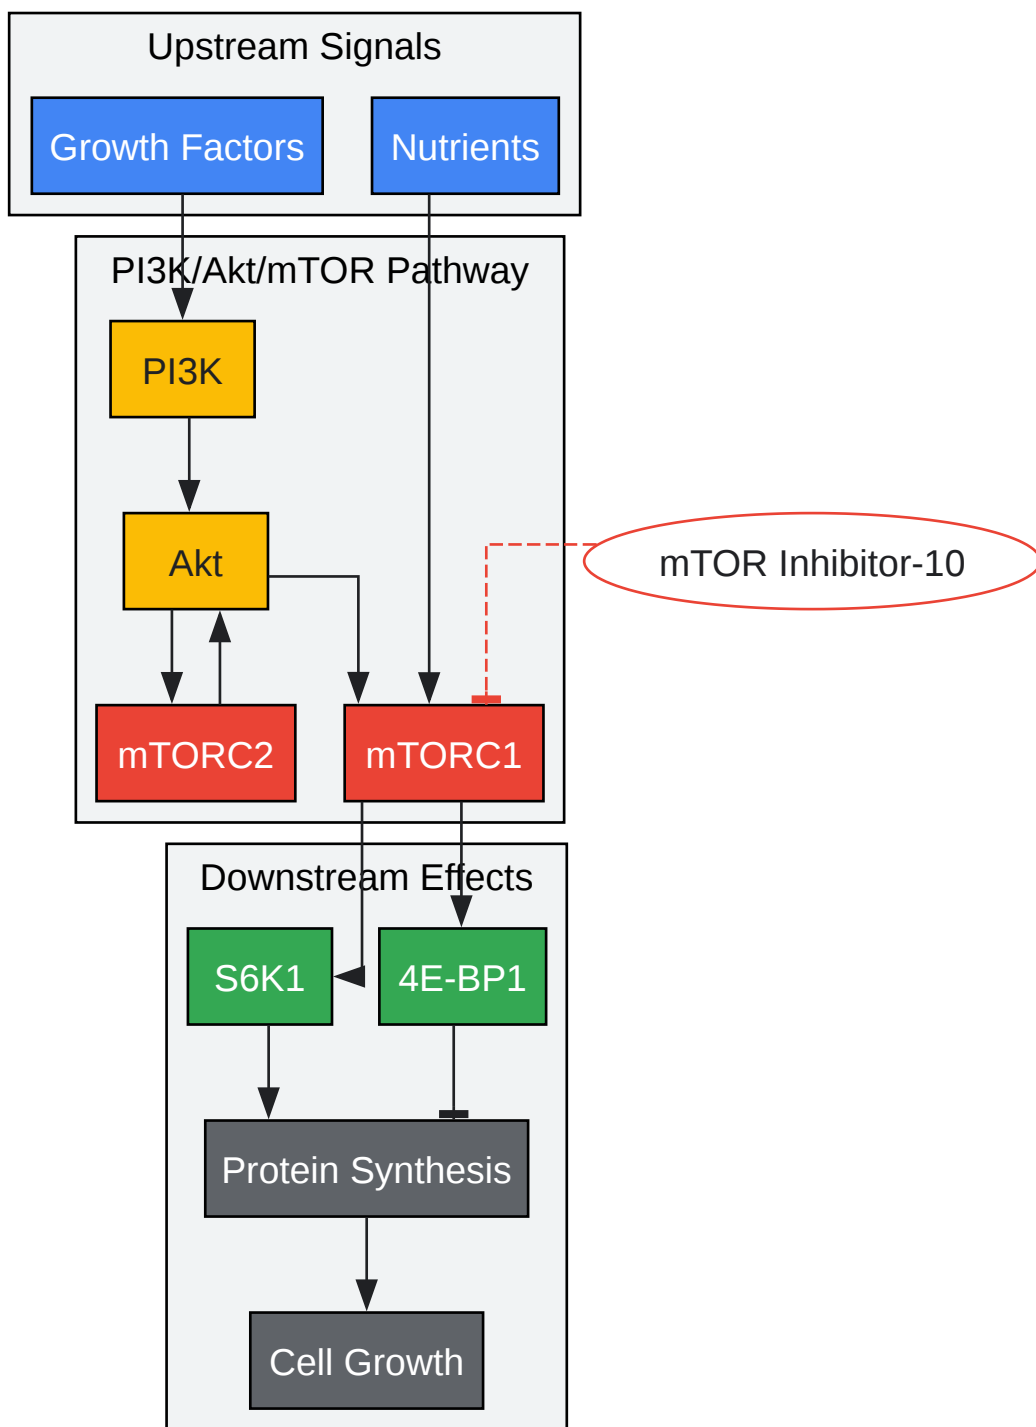 Upstream Signals
Growth Factors
Nutrients
PI3K/Akt/mTOR Pathway
PI3K
Akt
mTOR Inhibitor-10
mTORC2
mTORC1
Downstream Effects
S6K1
4E-BP1
Protein Synthesis
Cell Growth